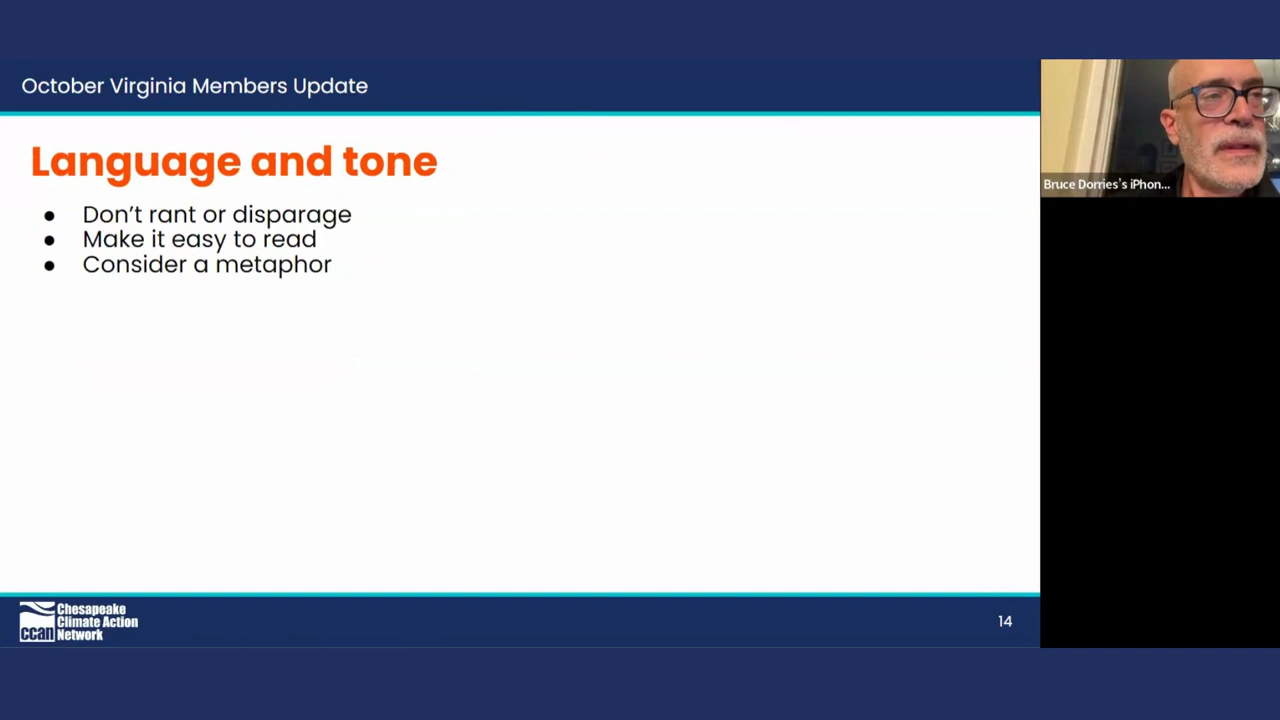 October Virginia Members Update
Language and tone
● Don’t rant or disparage
● Make it easy to read
● Consider a metaphor
Bruce Dorries's iPhon...
ccan
Chesapeake
Climate Action
Network
14